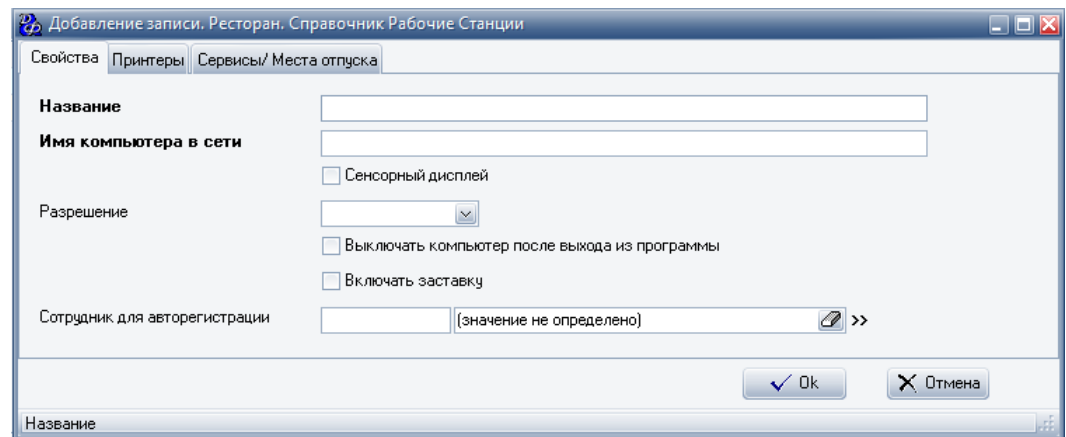 Добавление записи. Ресторан. Справочник Рабочие Станции
Свойства Принтеры Сервисы/ Места отпуска
Название
Имя компьютера в сети
Сенсорный дисплей
Разрешение
Выключать компьютер после выхода из программы
Включать заставку
Сотрудник для авторегистрации (значение не определено) >>
Ok Отмена
Название